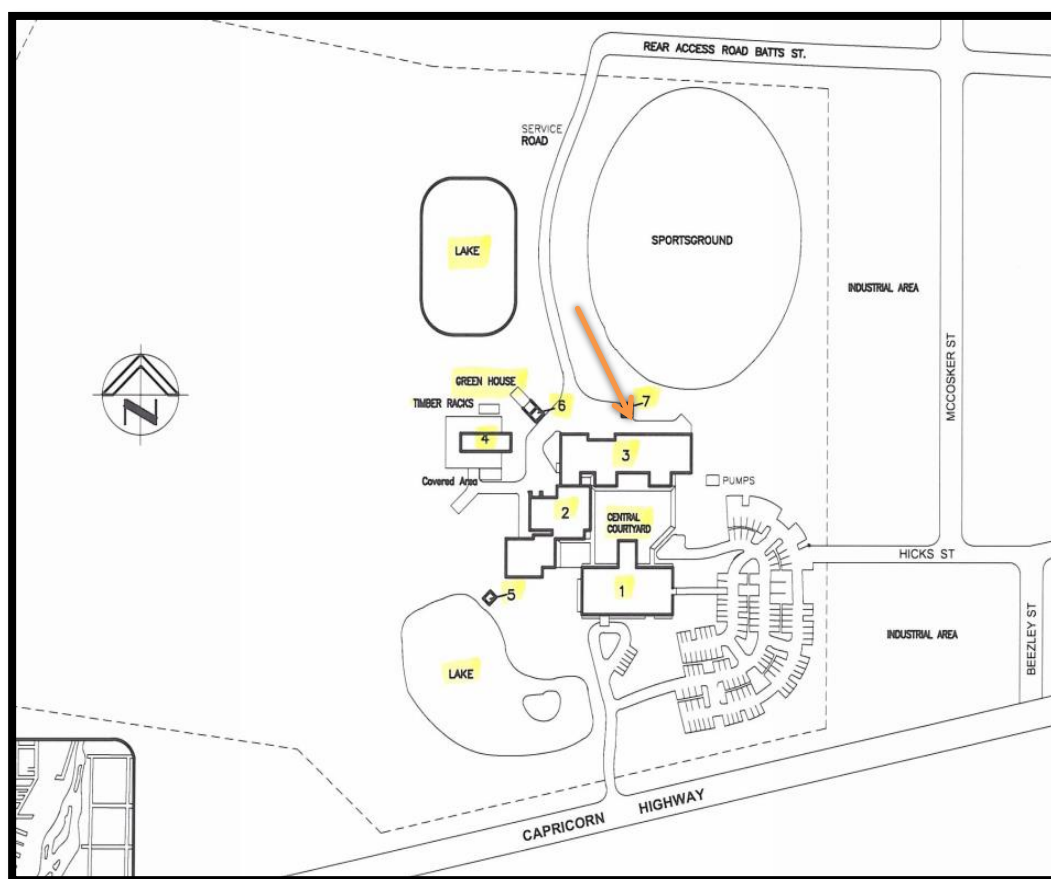 REAR ACCESS ROAD BATTS ST.
SERVICE
ROAD
LAKE
SPORTSGROUND
INDUSTRIAL AREA
MCCOSKER ST
GREEN HOUSE
TIMBER RACKS
6
7
4
3
Covered Area
PUMPS
2
CENTRAL
COURTYARD
HICKS ST
1
5
INDUSTRIAL AREA
BEEZLEY ST
LAKE
CAPRICORN HIGHWAY
N